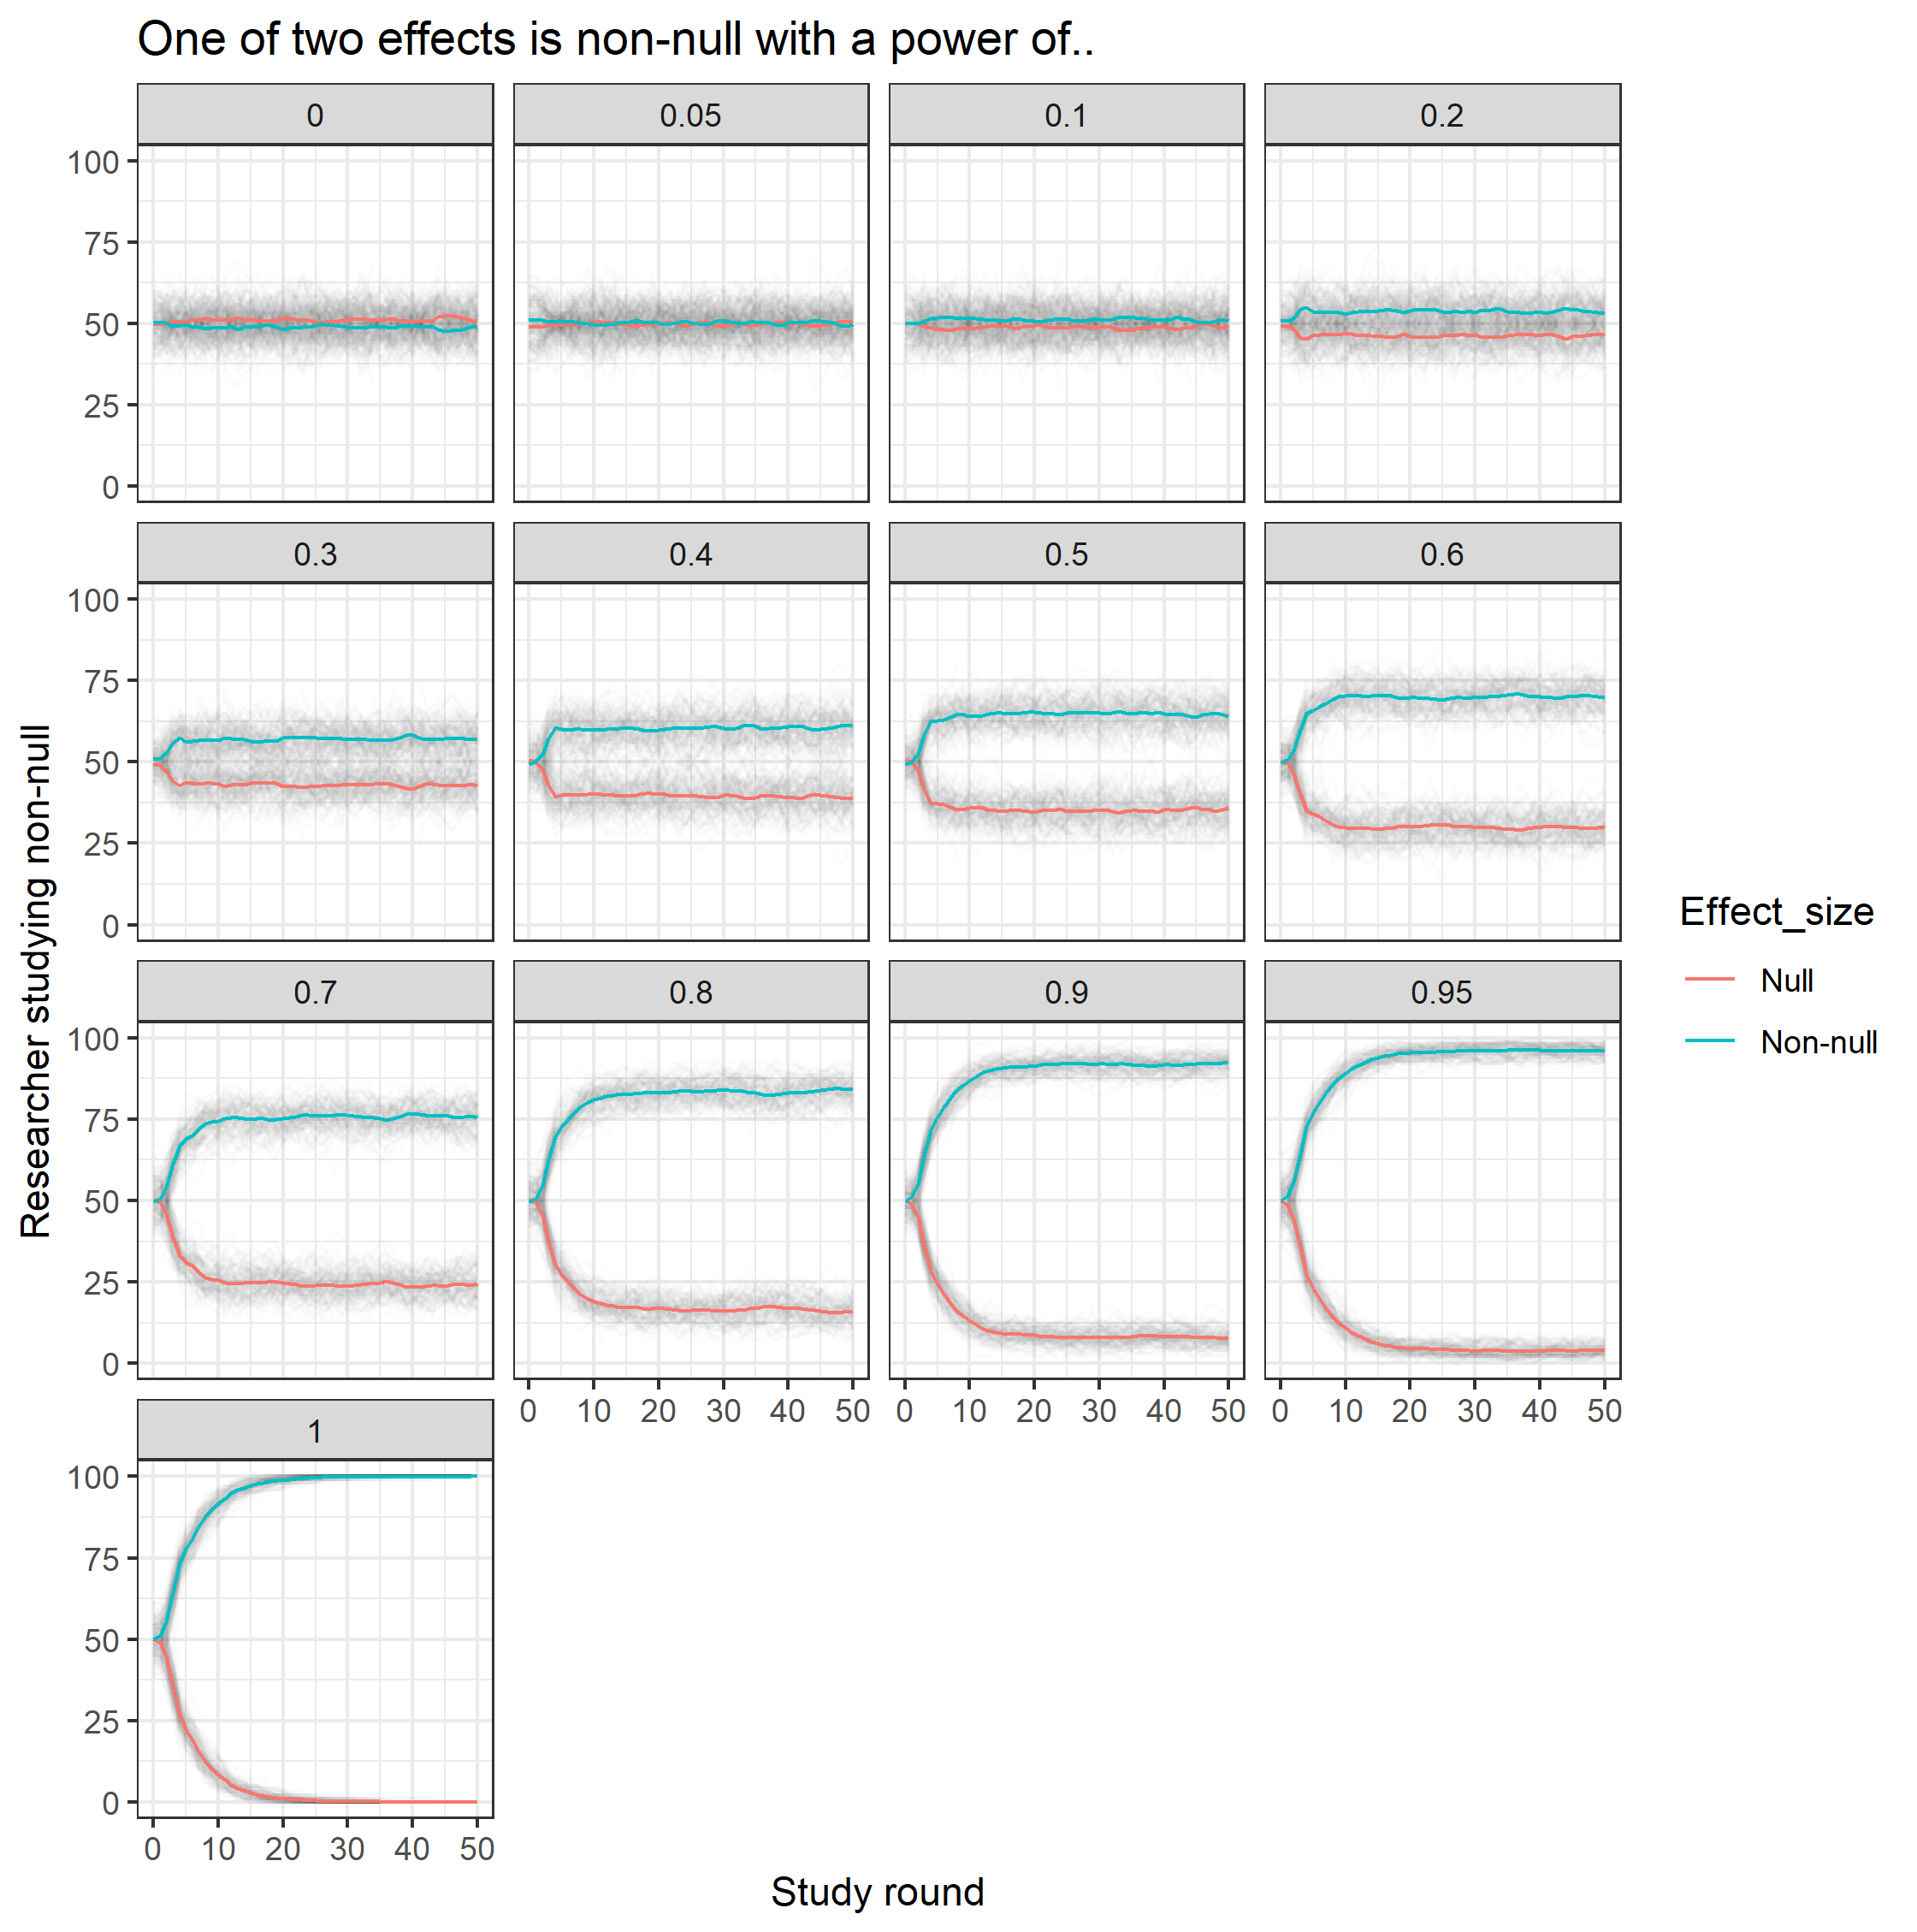 One of two effects is non-null with a power of..
0 0.05 0.1 0.2
100
75
50
25
0
0.3 0.4 0.5 0.6
100
75
50
25
0
0.7 0.8 0.9 0.95
100
75
50
25
0
0 10 20 30 40 50 0 10 20 30 40 50 0 10 20 30 40 50
1
100
75
50
25
0
0 10 20 30 40 50
Study round
Researcher studying non-null
Effect_size
Null
Non-null